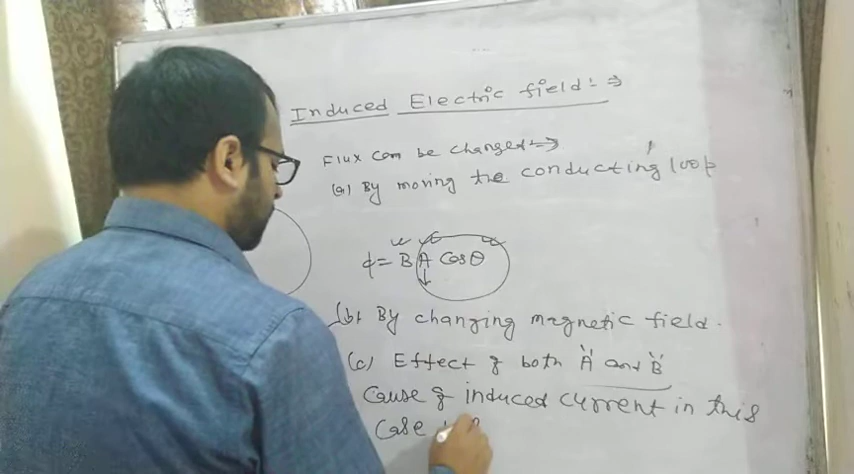 Induced Electric field :- ⇒
Flux can be changed :- ⇒
(a) By moving the conducting loop
ϕ = B A Cos θ
(b) By changing magnetic field.
(c) Effect of both "A" and "B"
Cause of induced current in this
Case